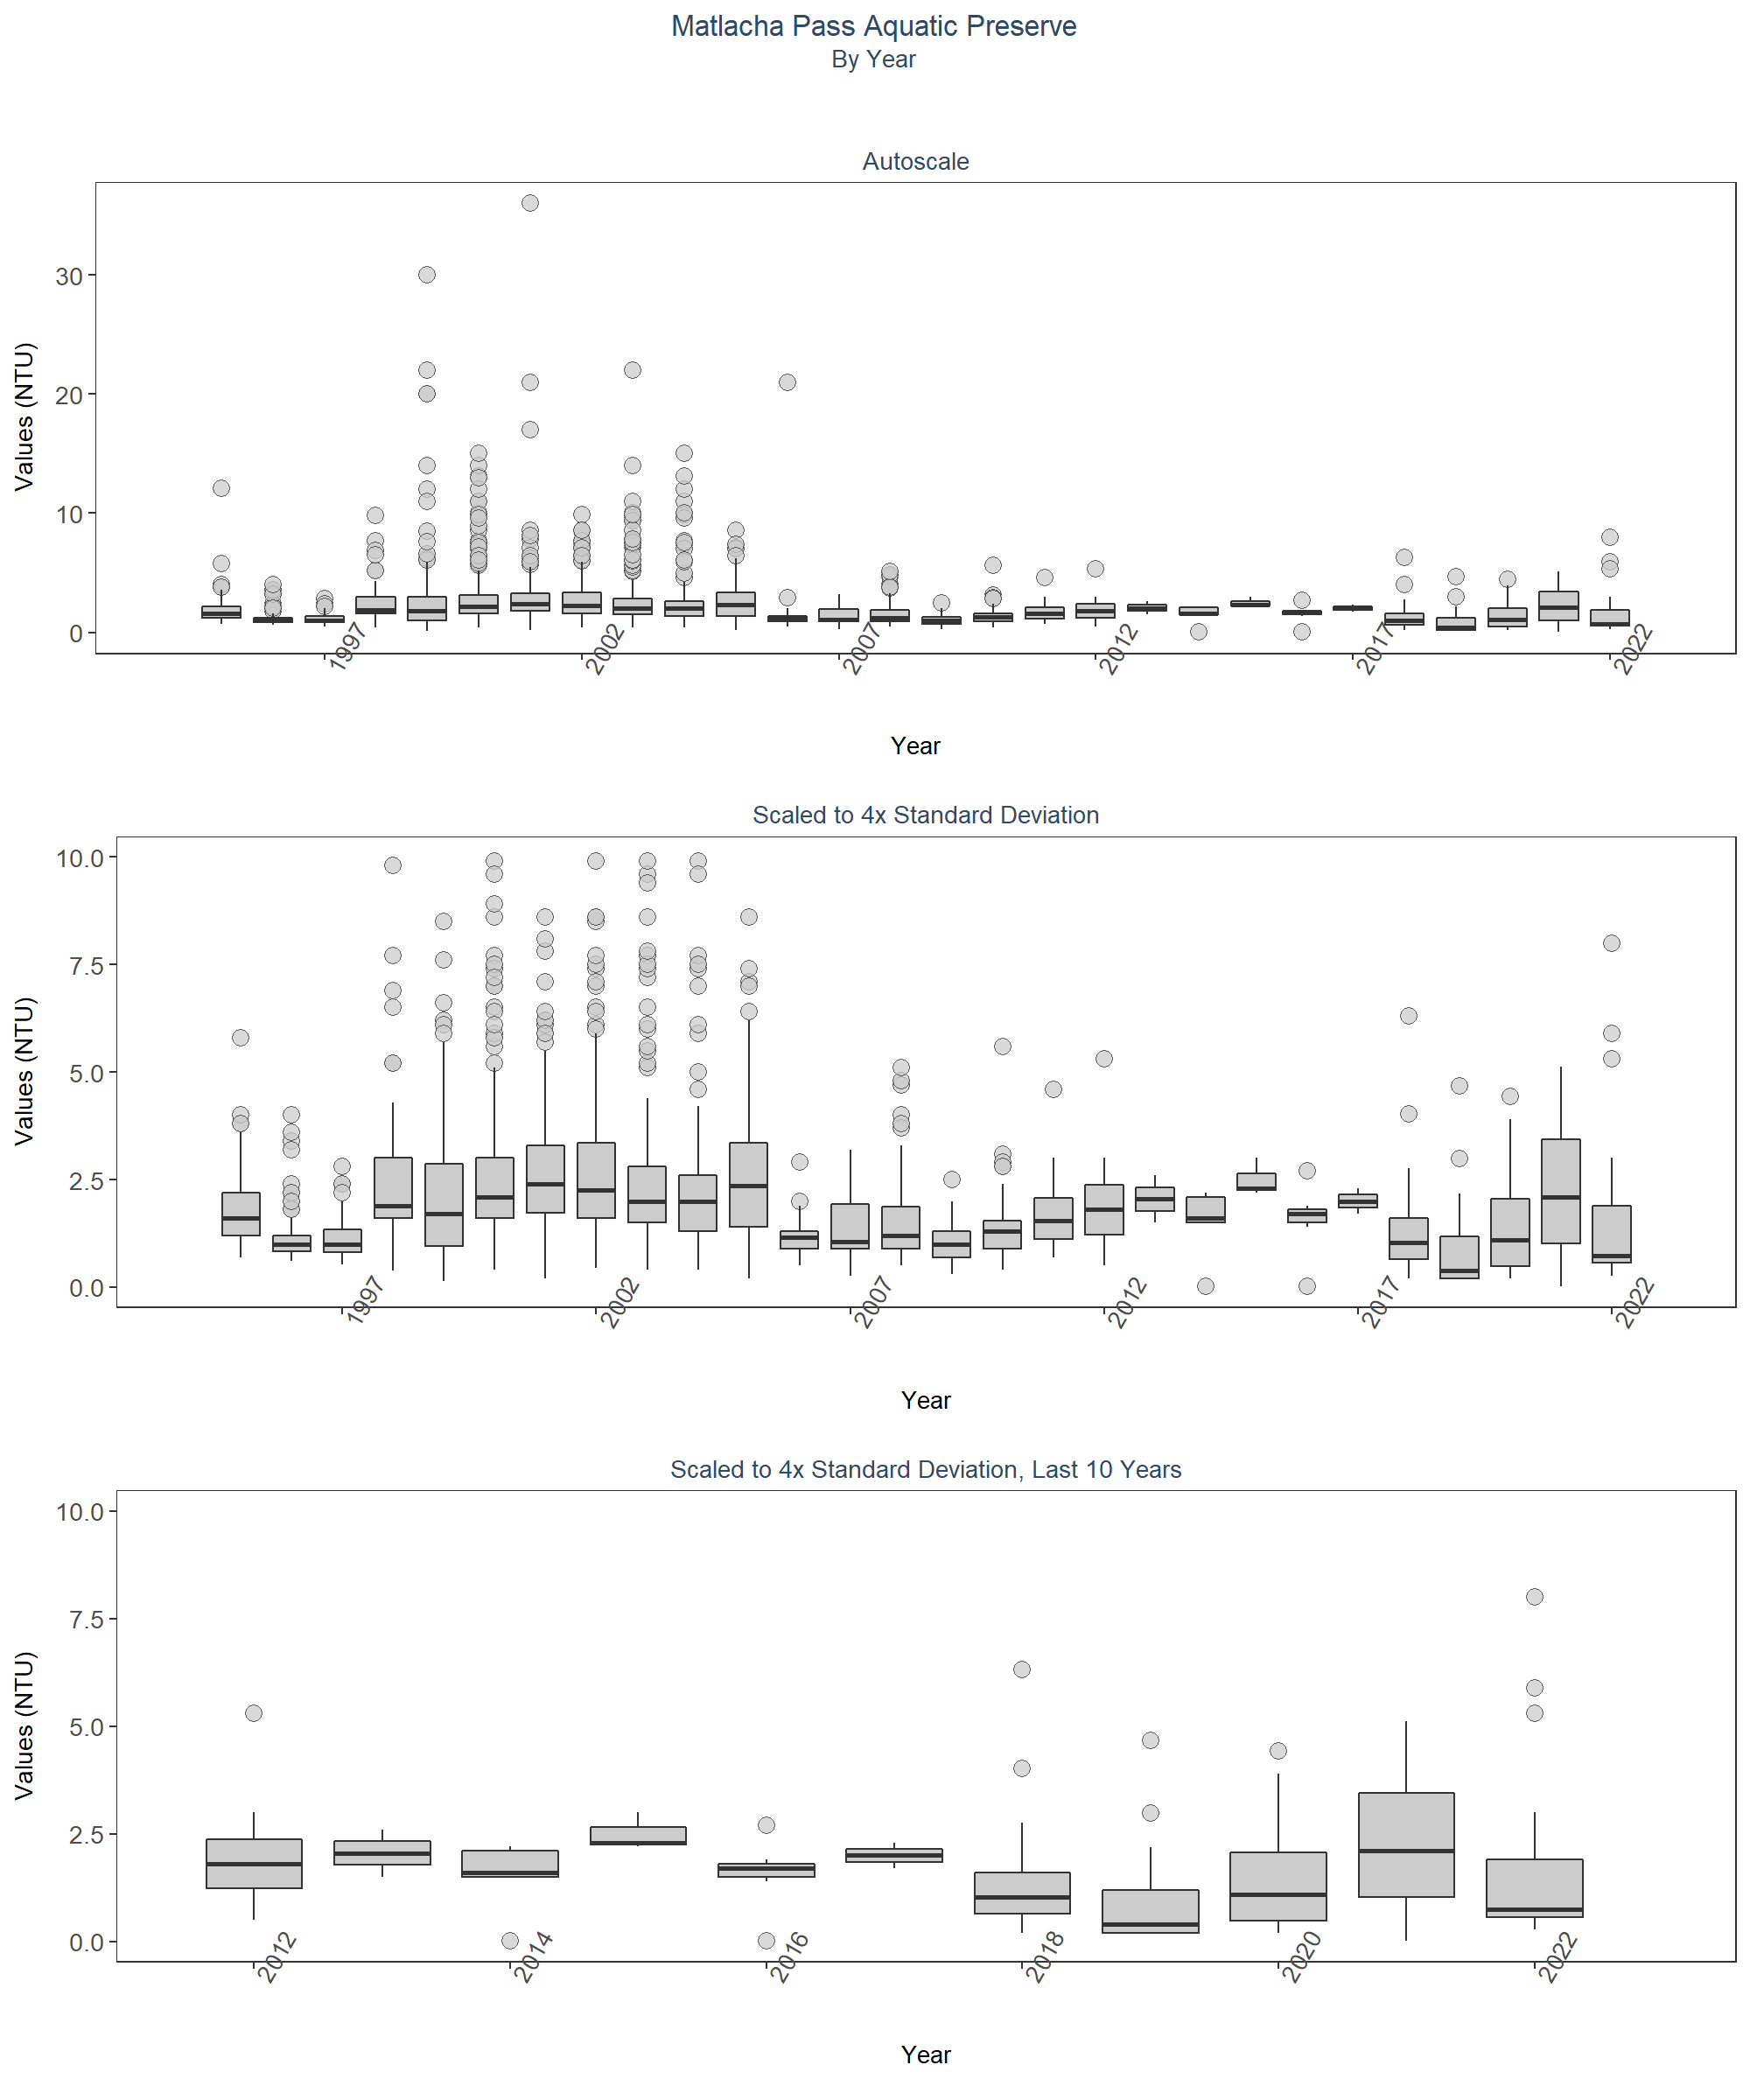 Matlacha Pass Aquatic Preserve
By Year
Autoscale
Values (NTU)
30
20
10
0
1997
2002
2007
2012
2017
2022
Year
Scaled to 4x Standard Deviation
Values (NTU)
10.0
7.5
5.0
2.5
0.0
1997
2002
2007
2012
2017
2022
Year
Scaled to 4x Standard Deviation, Last 10 Years
Values (NTU)
10.0
7.5
5.0
2.5
0.0
2012
2014
2016
2018
2020
2022
Year